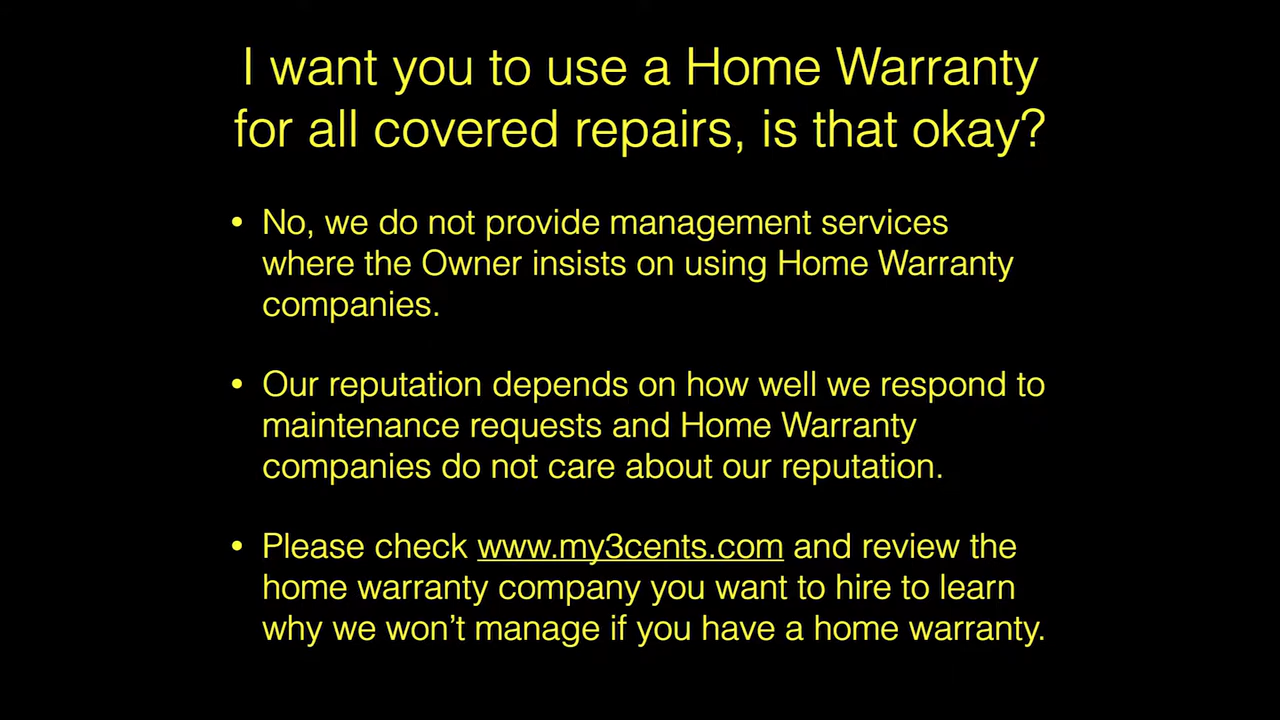 I want you to use a Home Warranty
for all covered repairs, is that okay?
• No, we do not provide management services
where the Owner insists on using Home Warranty
companies.
• Our reputation depends on how well we respond to
maintenance requests and Home Warranty
companies do not care about our reputation.
• Please check www.my3cents.com and review the
home warranty company you want to hire to learn
why we won’t manage if you have a home warranty.